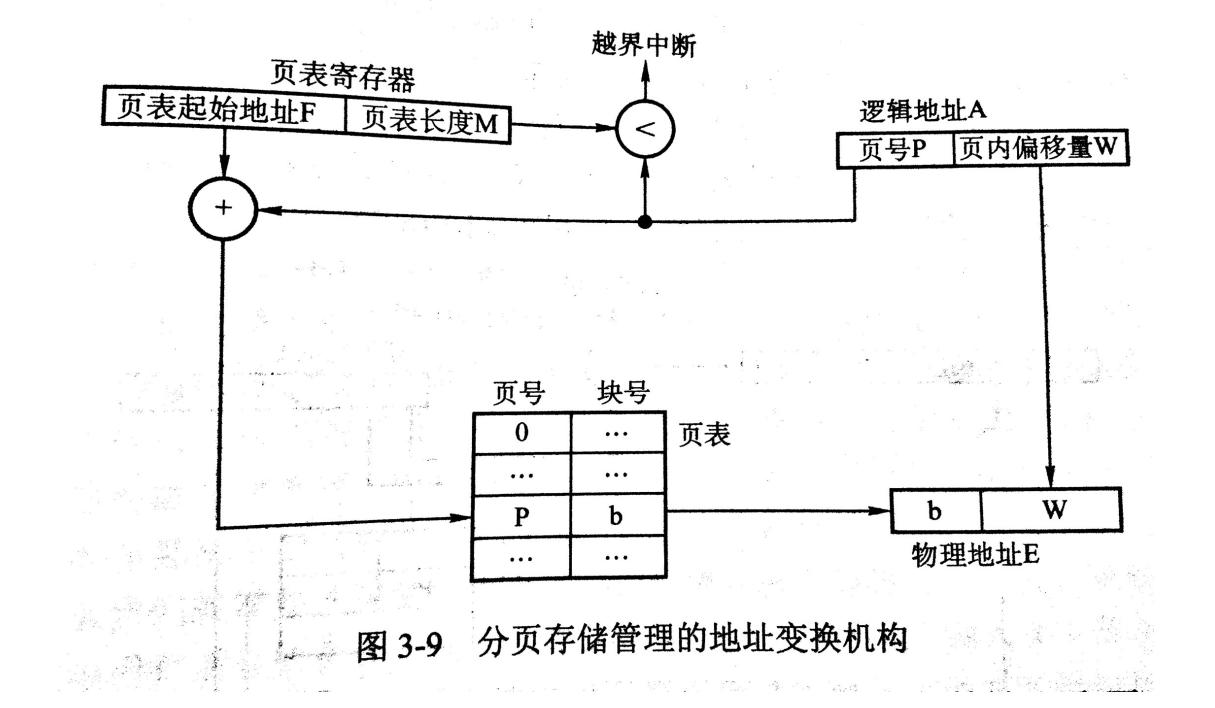 越界中断
页表寄存器
页表起始地址F 页表长度M
<
逻辑地址A
页号P 页内偏移量W
+
页号 块号
0 …
页表
… …
P b
… …
b W
物理地址E
图 3-9 分页存储管理的地址变换机构